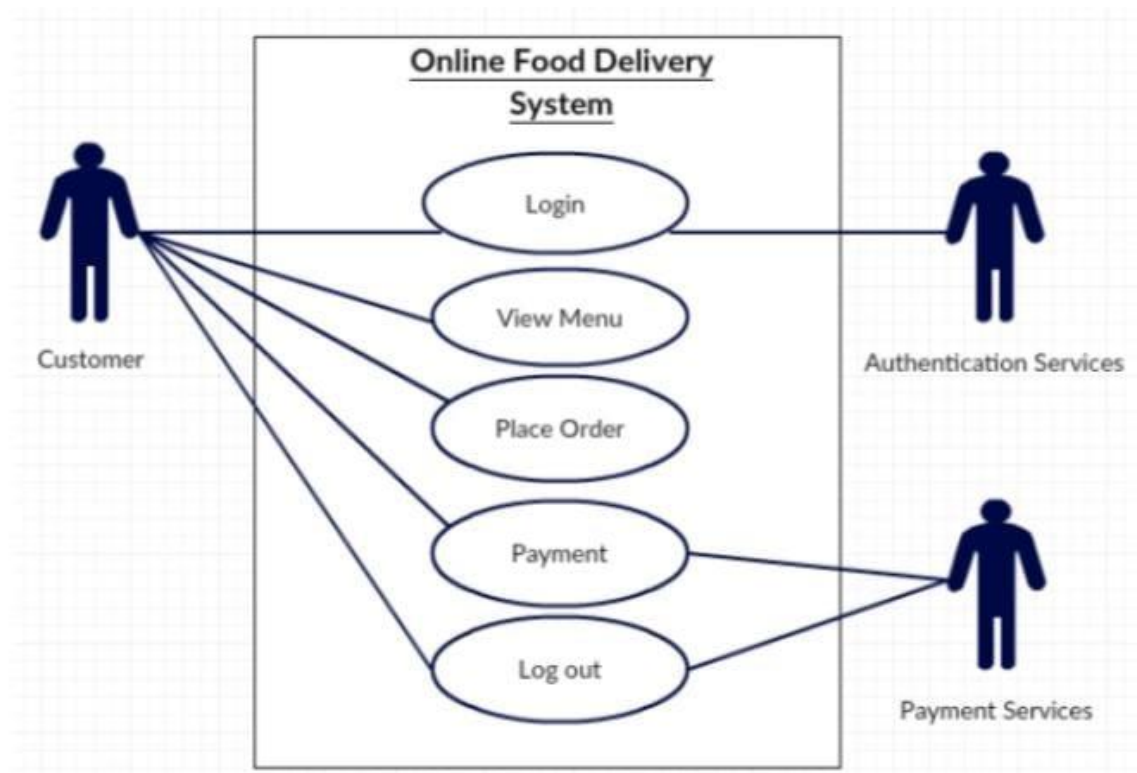 Online Food Delivery
System
Login
View Menu
Customer
Authentication Services
Place Order
Payment
Log out
Payment Services